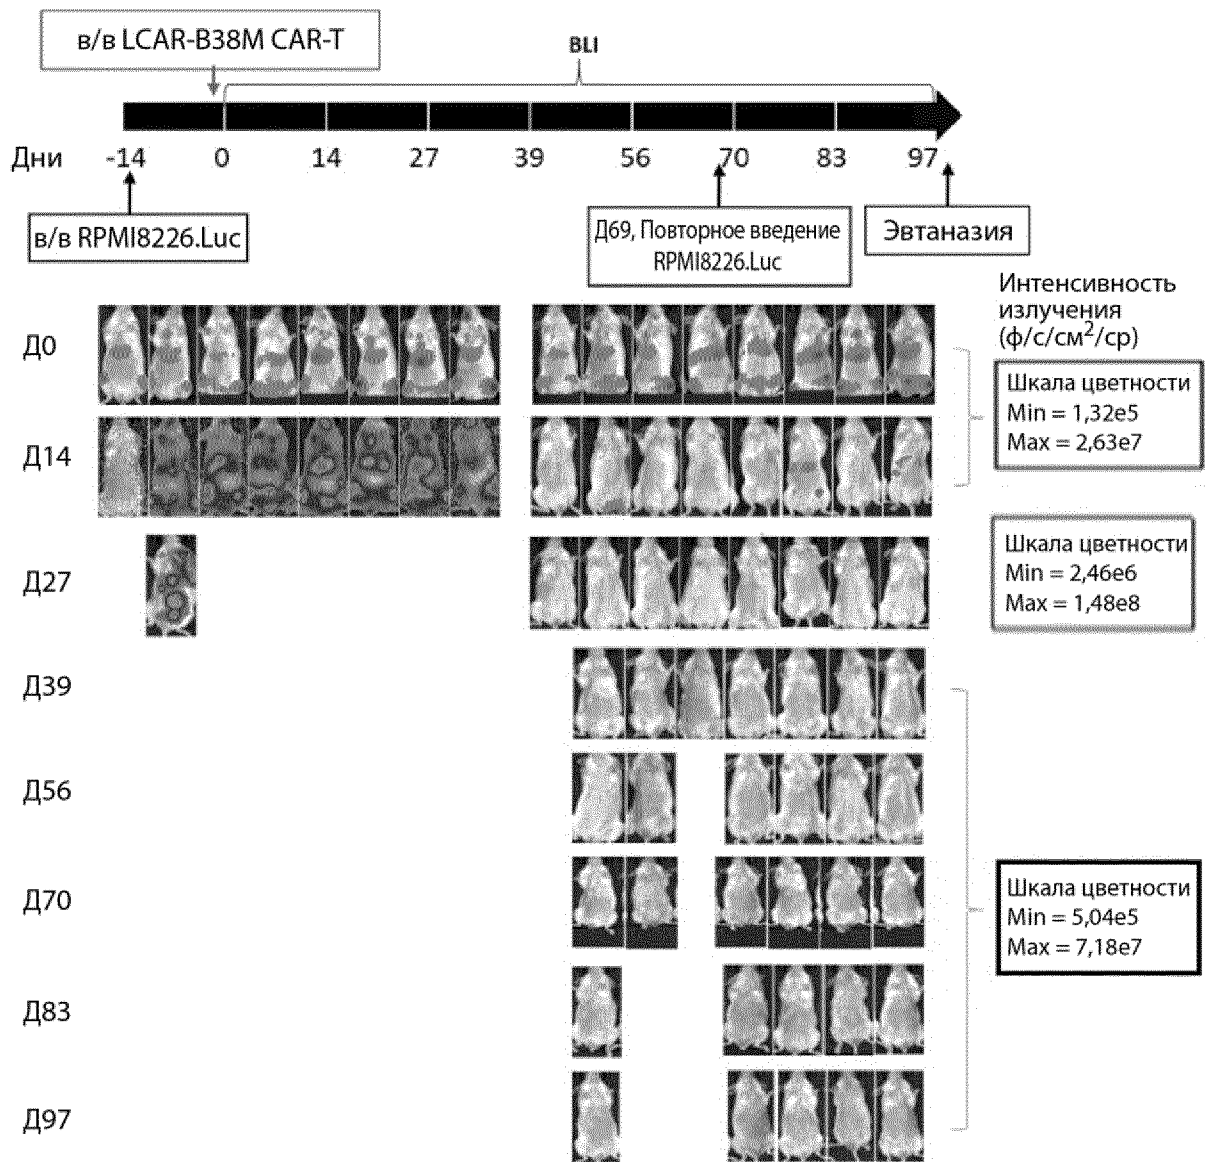 в/в LCAR-B38M CAR-T
BLI
Дни -14 0 14 27 39 56 70 83 97
в/в RPMI8226.Luc
Д69, Повторное введение
RPMI8226.Luc
Эвтаназия
Интенсивность
излучения
(ф/с/см²/ср)
Д0
Шкала цветности
Min = 1,32e5
Max = 2,63e7
Д14
Д27
Шкала цветности
Min = 2,46e6
Max = 1,48e8
Д39
Д56
Д70
Шкала цветности
Min = 5,04e5
Max = 7,18e7
Д83
Д97